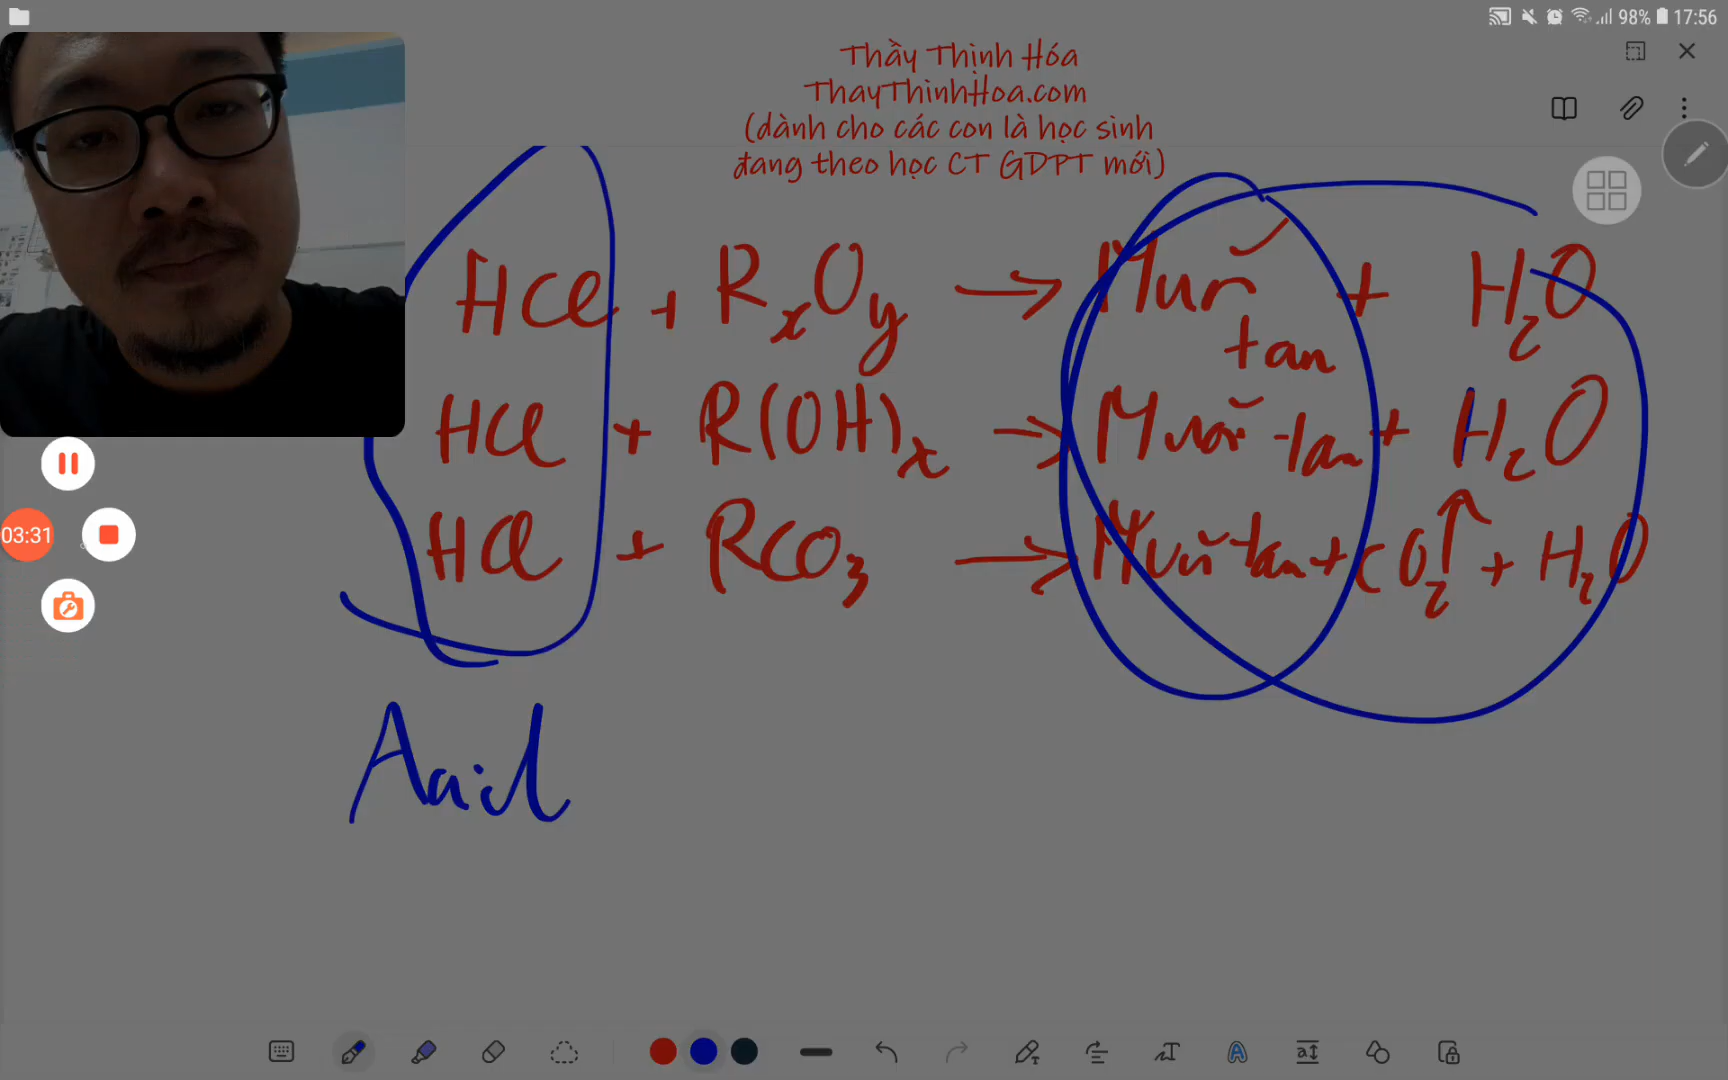 98% 17:56
Thầy Thịnh Hóa
ThayThinhHoa.com
(dành cho các con là học sinh
đang theo học CT GDPT mới)
HCl + RxOy → Muối tan + H2O
HCl + R(OH)x → Muối tan + H2O
HCl + RCO3 → Muối tan + CO2↑ + H2O
03:31
Acid